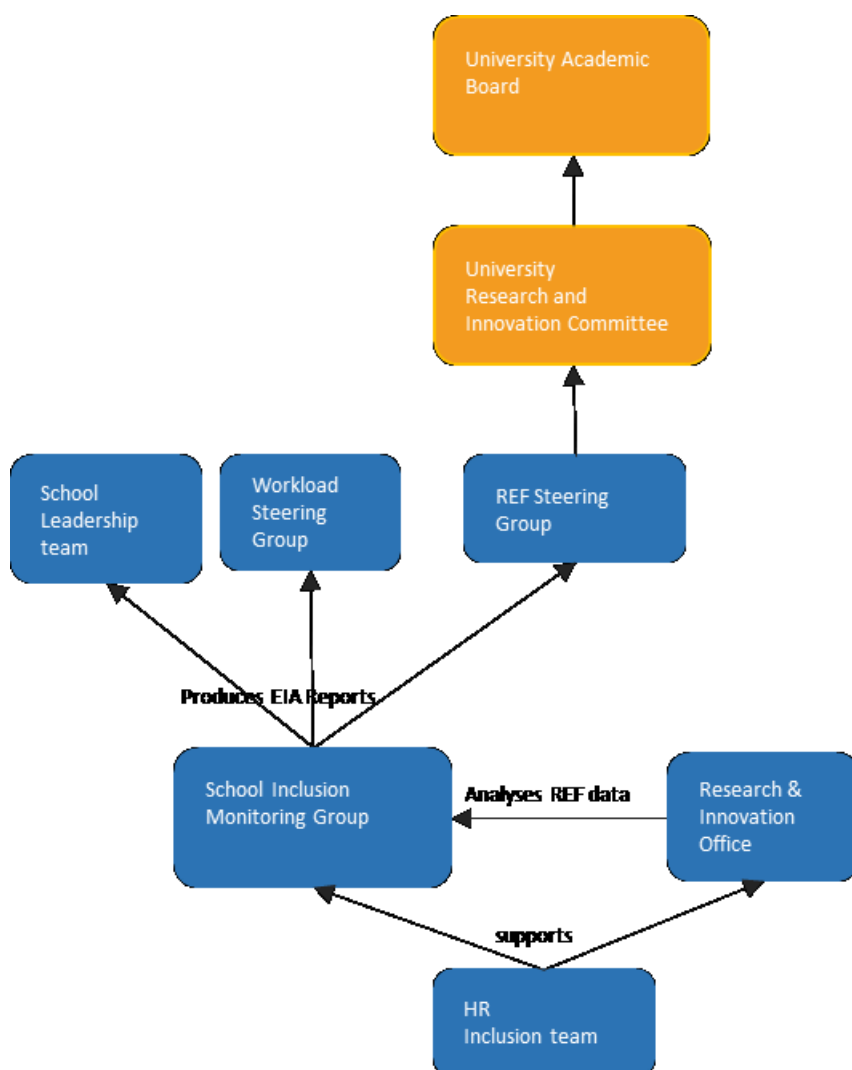 University Academic
Board
University
Research and
Innovation Committee
School
Leadership
team
Workload
Steering
Group
REF Steering
Group
Produces EIA Reports
School Inclusion
Monitoring Group
Analyses REF data
Research &
Innovation
Office
supports
HR
Inclusion team